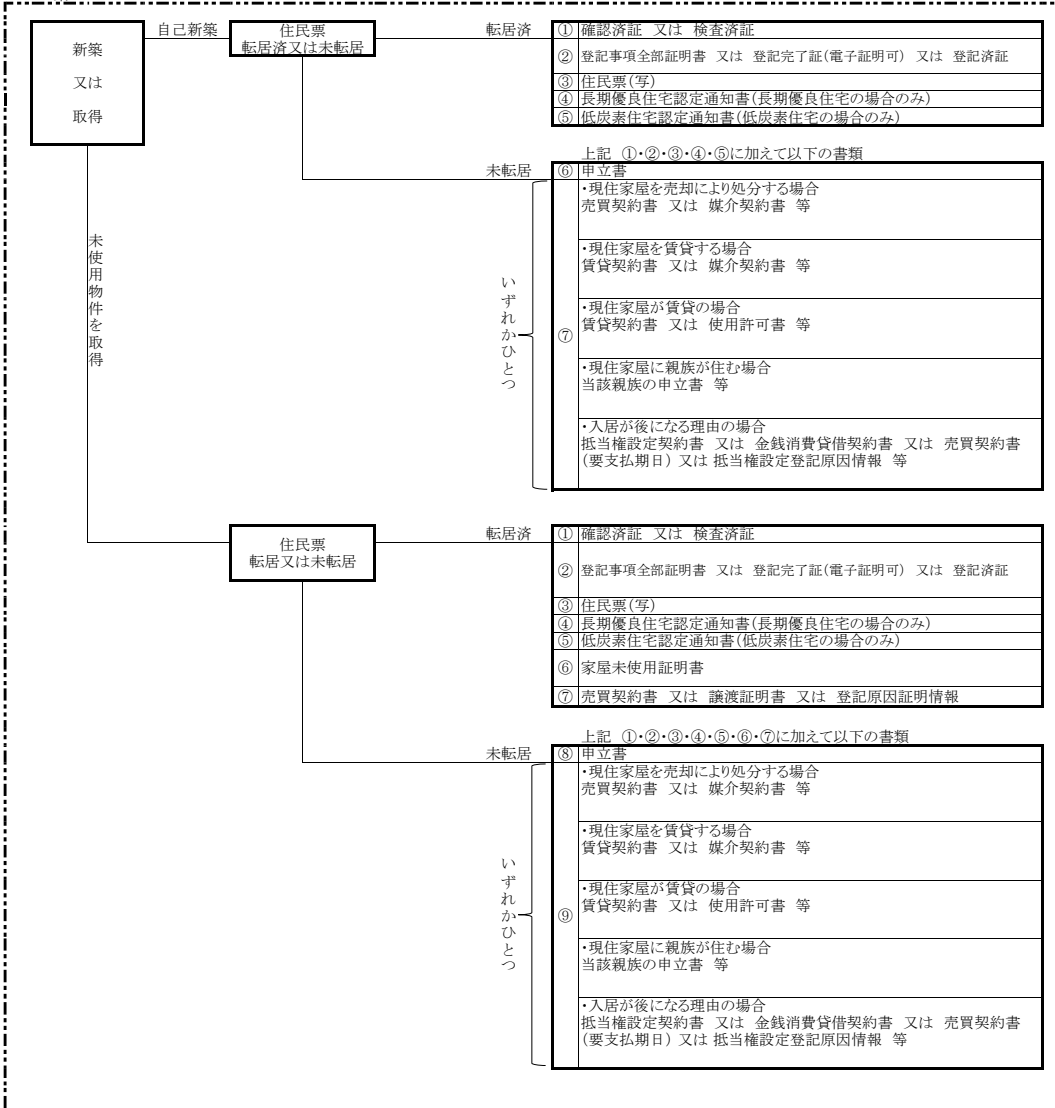 新築
又は
取得
自己新築
住民票
転居済又は未転居
転居済
① 確認済証 又は 検査済証
② 登記事項全部証明書 又は 登記完了証(電子証明可) 又は 登記済証
③ 住民票(写)
④ 長期優良住宅認定通知書(長期優良住宅の場合のみ)
⑤ 低炭素住宅認定通知書(低炭素住宅の場合のみ)
上記 ①・②・③・④・⑤に加えて以下の書類
未転居
⑥ 申立書
いずれかひとつ
⑦
・現住家屋を売却により処分する場合
売買契約書 又は 媒介契約書 等
・現住家屋を賃貸する場合
賃貸契約書 又は 媒介契約書 等
・現住家屋が賃貸の場合
賃貸契約書 又は 使用許可書 等
・現住家屋に親族が住む場合
当該親族の申立書 等
・入居が後になる理由の場合
抵当権設定契約書 又は 金銭消費貸借契約書 又は 売買契約書
(要支払期日) 又は 抵当権設定登記原因情報 等
未使用物件を取得
住民票
転居又は未転居
転居済
① 確認済証 又は 検査済証
② 登記事項全部証明書 又は 登記完了証(電子証明可) 又は 登記済証
③ 住民票(写)
④ 長期優良住宅認定通知書(長期優良住宅の場合のみ)
⑤ 低炭素住宅認定通知書(低炭素住宅の場合のみ)
⑥ 家屋未使用証明書
⑦ 売買契約書 又は 譲渡証明書 又は 登記原因証明情報
上記 ①・②・③・④・⑤・⑥・⑦に加えて以下の書類
未転居
⑧ 申立書
いずれかひとつ
⑨
・現住家屋を売却により処分する場合
売買契約書 又は 媒介契約書 等
・現住家屋を賃貸する場合
賃貸契約書 又は 媒介契約書 等
・現住家屋が賃貸の場合
賃貸契約書 又は 使用許可書 等
・現住家屋に親族が住む場合
当該親族の申立書 等
・入居が後になる理由の場合
抵当権設定契約書 又は 金銭消費貸借契約書 又は 売買契約書
(要支払期日) 又は 抵当権設定登記原因情報 等